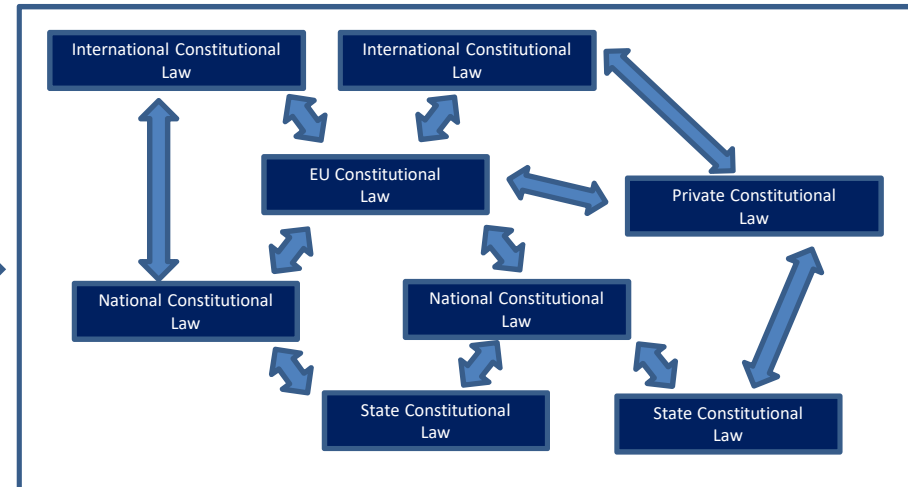 International Constitutional
Law
International Constitutional
Law
EU Constitutional
Law
Private Constitutional
Law
National Constitutional
Law
National Constitutional
Law
State Constitutional
Law
State Constitutional
Law